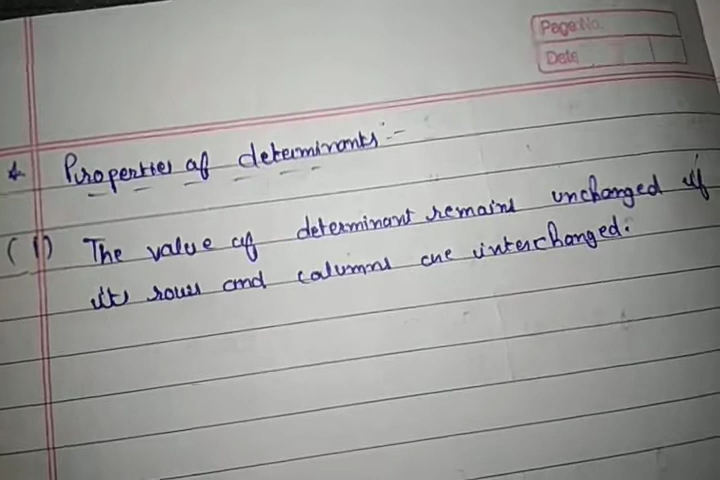 Page No.
Date
* Properties of determinants :-
(1) The value of determinant remains unchanged if
its rows and columns are interchanged.